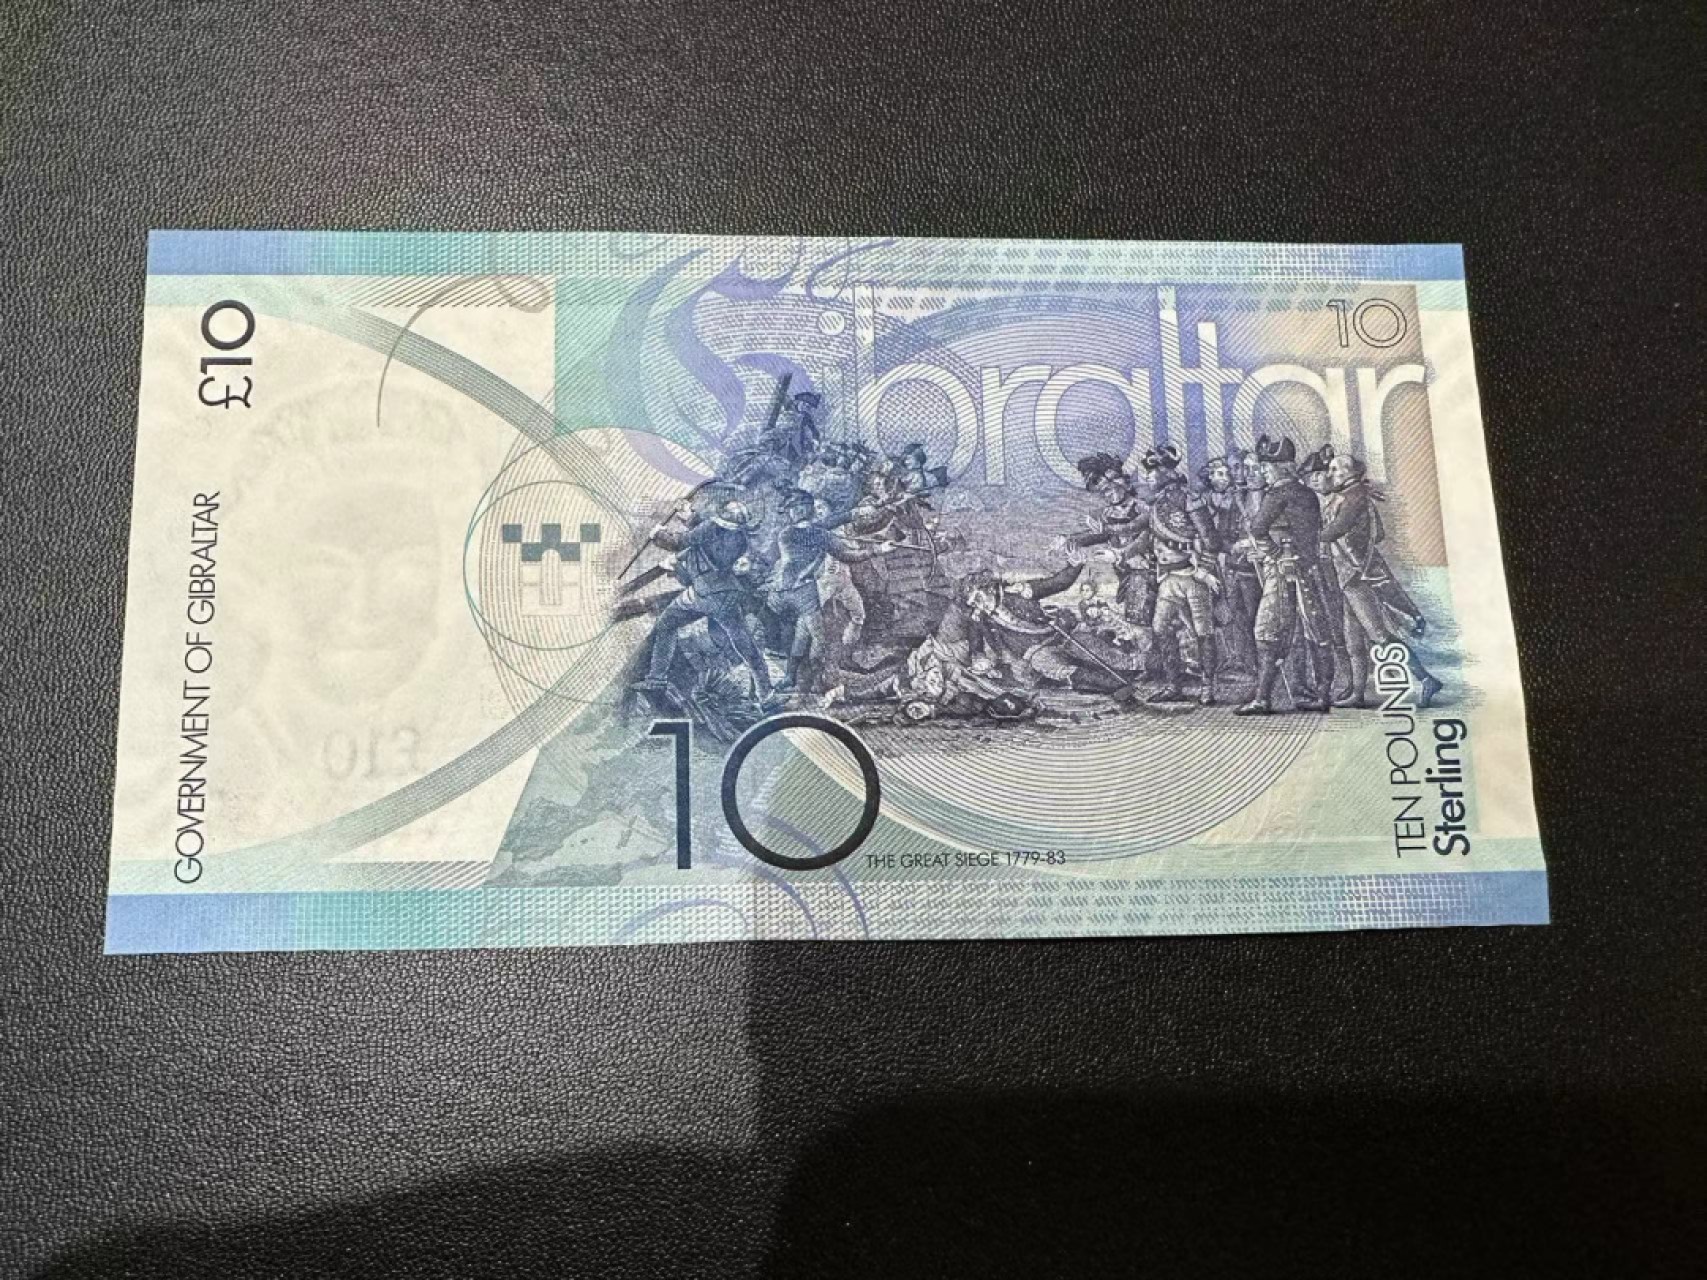 £10
GOVERNMENT OF GIBRALTAR
Gibraltar
10
10
THE GREAT SIEGE 1779-83
TEN POUNDS
Sterling
£10